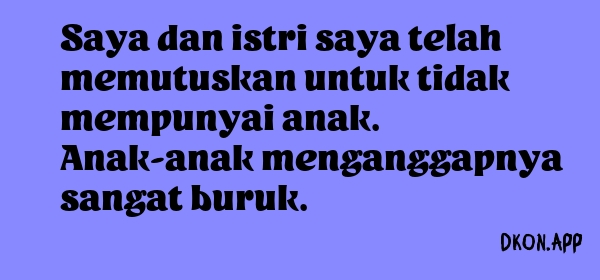 Saya dan istri saya telah
memutuskan untuk tidak
mempunyai anak.
Anak-anak menganggapnya
sangat buruk.
DKON.APP